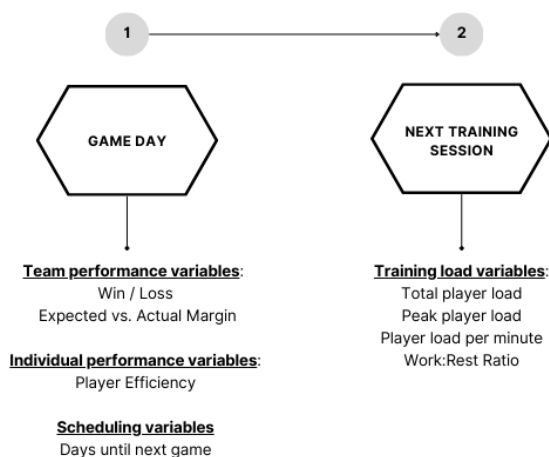 1
2
GAME DAY
NEXT TRAINING
SESSION
Team performance variables:
Win / Loss
Expected vs. Actual Margin
Individual performance variables:
Player Efficiency
Scheduling variables
Days until next game
Training load variables:
Total player load
Peak player load
Player load per minute
Work:Rest Ratio